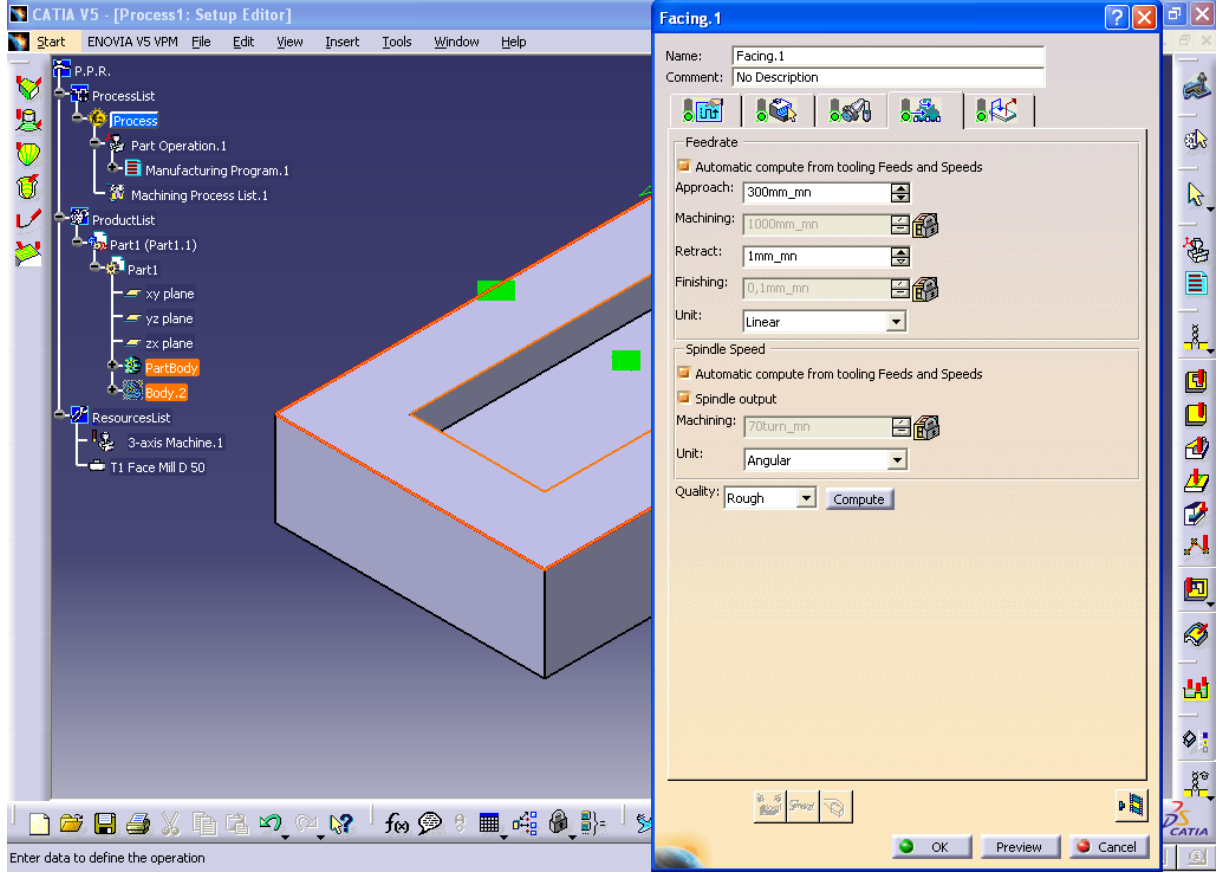 CATIA V5 - [Process1: Setup Editor]
Start ENOVIA V5 VPM File Edit View Insert Tools Window Help
P.P.R.
ProcessList
Process
Part Operation.1
Manufacturing Program.1
Machining Process List.1
ProductList
Part1 (Part1.1)
Part1
xy plane
yz plane
zx plane
PartBody
Body.2
ResourcesList
3-axis Machine.1
T1 Face Mill D 50
f(x)
Enter data to define the operation
Facing.1
Name: Facing.1
Comment: No Description
Feedrate
Automatic compute from tooling Feeds and Speeds
Approach: 300mm_mn
Machining: 1000mm_mn
Retract: 1mm_mn
Finishing: 0,1mm_mn
Unit: Linear
Spindle Speed
Automatic compute from tooling Feeds and Speeds
Spindle output
Machining: 70turn_mn
Unit: Angular
Quality: Rough Compute
OK Preview Cancel
CATIA